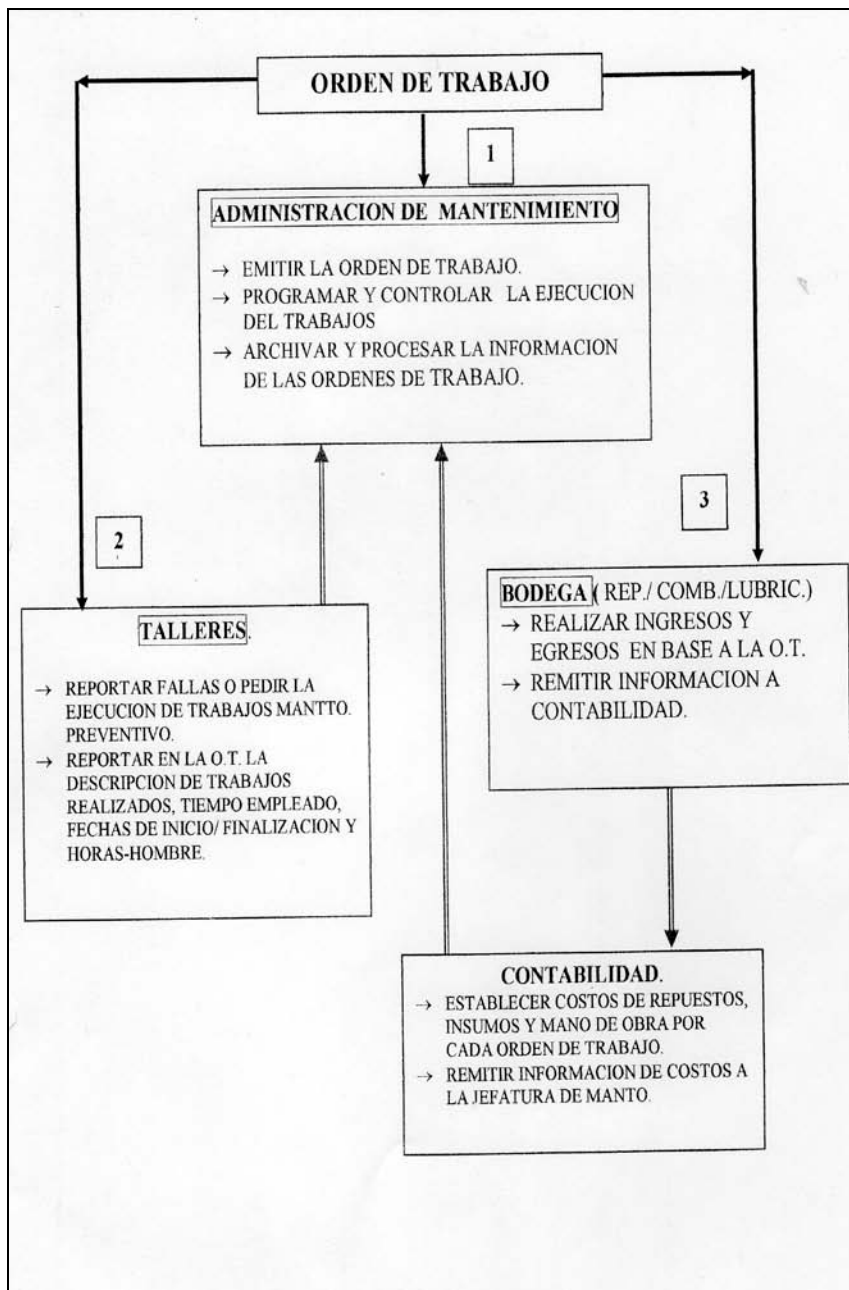 ORDEN DE TRABAJO
1
ADMINISTRACION DE MANTENIMIENTO
→ EMITIR LA ORDEN DE TRABAJO.
→ PROGRAMAR Y CONTROLAR LA EJECUCION
DEL TRABAJOS
→ ARCHIVAR Y PROCESAR LA INFORMACION
DE LAS ORDENES DE TRABAJO.
2
TALLERES.
→ REPORTAR FALLAS O PEDIR LA
EJECUCION DE TRABAJOS MANTTO.
PREVENTIVO.
→ REPORTAR EN LA O.T. LA
DESCRIPCION DE TRABAJOS
REALIZADOS, TIEMPO EMPLEADO,
FECHAS DE INICIO/ FINALIZACION Y
HORAS-HOMBRE.
3
BODEGA ( REP./ COMB./LUBRIC.)
→ REALIZAR INGRESOS Y
EGRESOS EN BASE A LA O.T.
→ REMITIR INFORMACION A
CONTABILIDAD.
CONTABILIDAD.
→ ESTABLECER COSTOS DE REPUESTOS,
INSUMOS Y MANO DE OBRA POR
CADA ORDEN DE TRABAJO.
→ REMITIR INFORMACION DE COSTOS A
LA JEFATURA DE MANTO.